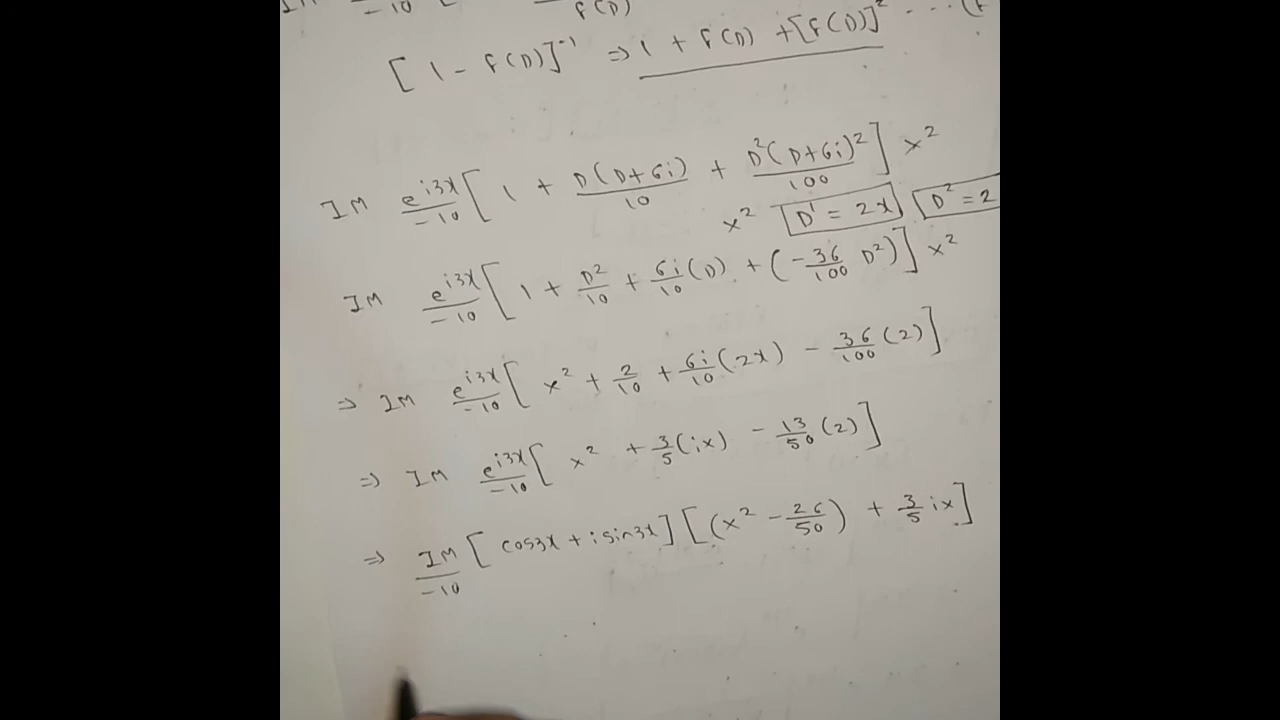 IM /-10 [ f(D)
[1 - f(D)]^-1 => 1 + f(D) + [f(D)]^2 ...
IM e^i3x/-10 [ 1 + D(D+6i)/10 + D^2(D+6i)^2/100 ] x^2
x^2 D^1 = 2x, D^2 = 2
IM e^i3x/-10 [ 1 + D^2/10 + 6i/10 (D) + (-36/100 D^2) ] x^2
=> IM e^i3x/-10 [ x^2 + 2/10 + 6i/10 (2x) - 36/100 (2) ]
=> IM e^i3x/-10 [ x^2 + 3/5 (ix) - 13/50 (2) ]
=> IM/-10 [ cos3x + i sin3x ] [ (x^2 - 26/50) + 3/5 ix ]